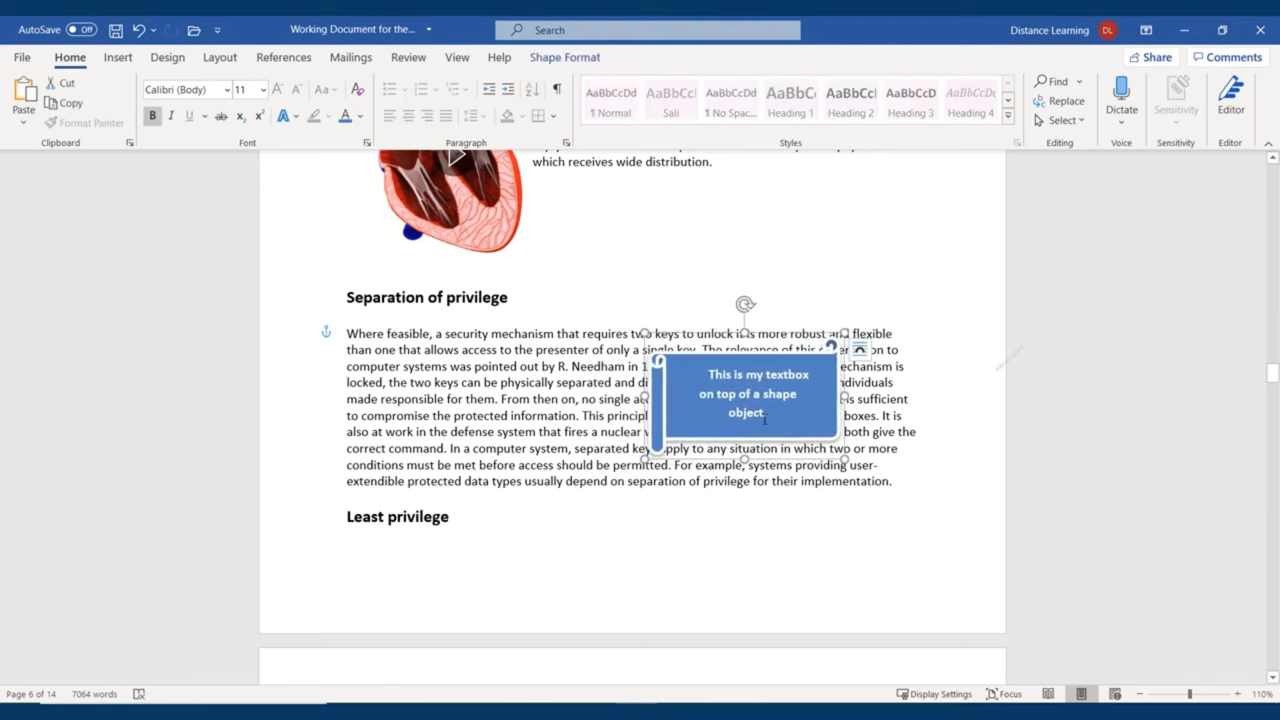 AutoSave Off Working Document for the... Search Distance Learning DL
File Home Insert Design Layout References Mailings Review View Help Shape Format Share Comments
Paste Cut Copy Format Painter Clipboard
Calibri (Body) 11 Font
Paragraph
AaBbCcDd ¶ Normal
AaBbCcI Sali
AaBbCcDd ¶ No Spac...
AaBbC Heading 1
AaBbCcI Heading 2
AaBbCcD Heading 3
AaBbCcDc Heading 4
Styles
Find Replace Select Editing
Dictate Voice
Sensitivity Sensitivity
Editor Editor
which receives wide distribution.
Separation of privilege
Where feasible, a security mechanism that requires two keys to unlock it is more robust and flexible
than one that allows access to the presenter of only a single key. The relevance of this to
computer systems was pointed out by R. Needham in 1 mechanism is
locked, the two keys can be physically separated and di individuals
made responsible for them. From then on, no single a is sufficient
to compromise the protected information. This principl boxes. It is
also at work in the defense system that fires a nuclear both give the
correct command. In a computer system, separated keys apply to any situation in which two or more
conditions must be met before access should be permitted. For example, systems providing user-
extendible protected data types usually depend on separation of privilege for their implementation.
This is my textbox
on top of a shape
object
Least privilege
Page 6 of 14 7064 words Display Settings Focus 110%